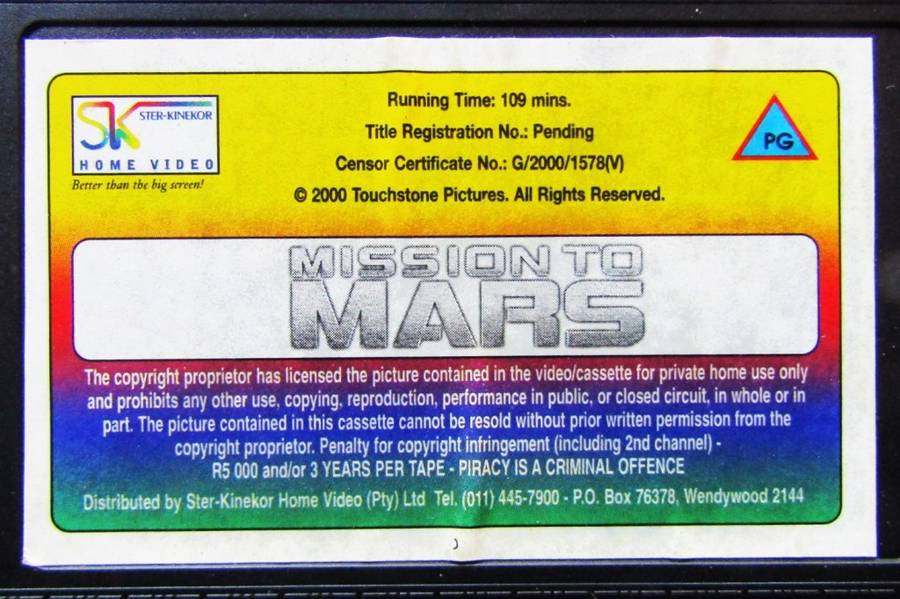 SK STER-KINEKOR
HOME VIDEO
Better than the big screen!
Running Time: 109 mins.
Title Registration No.: Pending
Censor Certificate No.: G/2000/1578(V)
© 2000 Touchstone Pictures. All Rights Reserved.
PG
MISSION TO
MARS
The copyright proprietor has licensed the picture contained in the video/cassette for private home use only
and prohibits any other use, copying, reproduction, performance in public, or closed circuit, in whole or in
part. The picture contained in this cassette cannot be resold without prior written permission from the
copyright proprietor. Penalty for copyright infringement (including 2nd channel) -
R5 000 and/or 3 YEARS PER TAPE - PIRACY IS A CRIMINAL OFFENCE
Distributed by Ster-Kinekor Home Video (Pty) Ltd Tel. (011) 445-7900 - P.O. Box 76378, Wendywood 2144